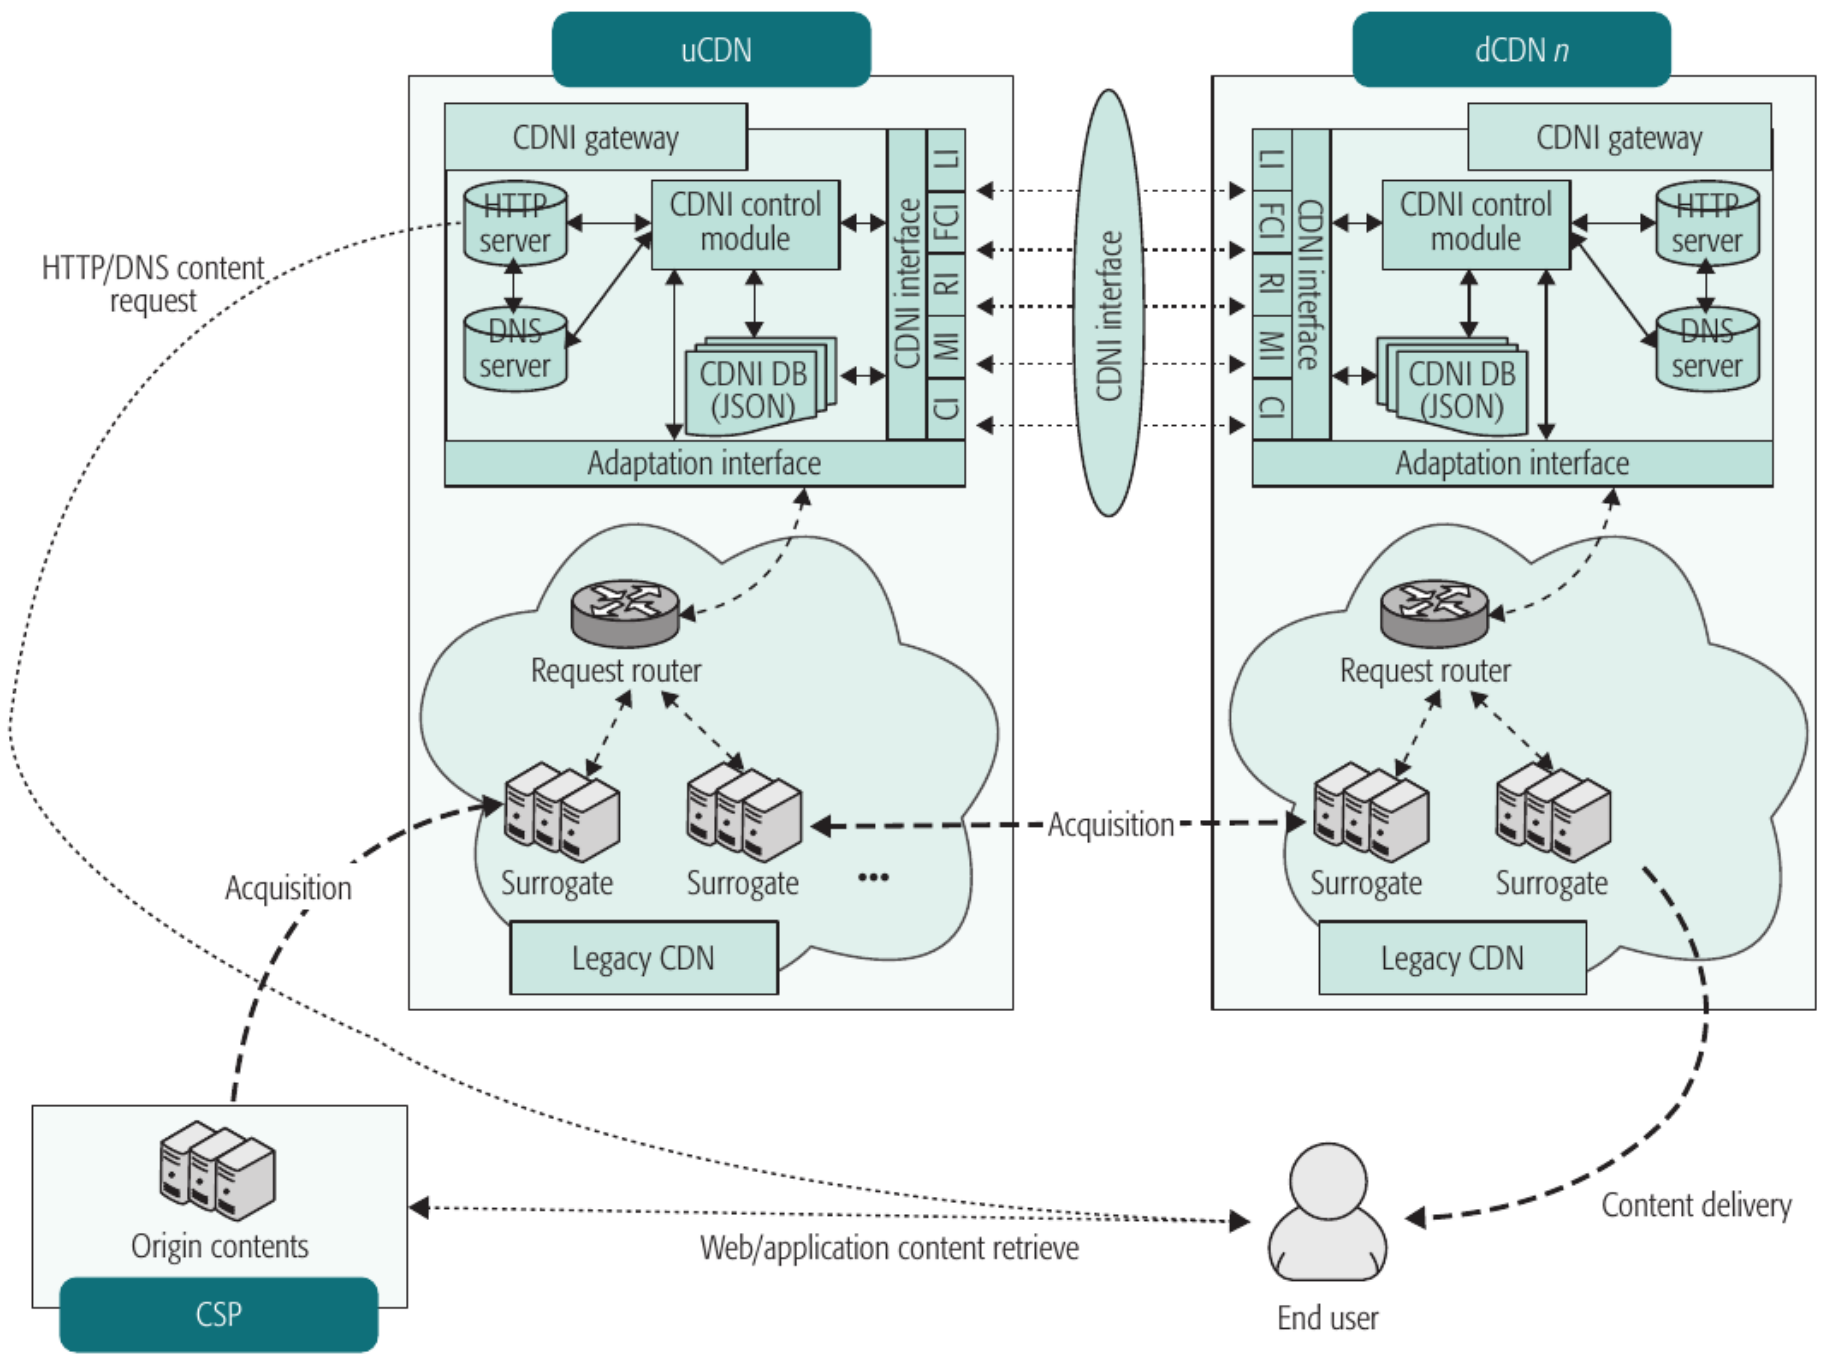 uCDN
dCDN n
CDNI gateway
HTTP
server
CDNI control
module
DNS
server
CDNI DB
(JSON)
CDNI interface
LI
FCI
RI
MI
CI
Adaptation interface
CDNI interface
CDNI gateway
LI
FCI
RI
MI
CI
CDNI interface
CDNI control
module
HTTP
server
DNS
server
CDNI DB
(JSON)
Adaptation interface
HTTP/DNS content
request
Request router
Surrogate
Surrogate
...
Legacy CDN
Acquisition
Request router
Surrogate
Surrogate
Legacy CDN
Acquisition
Origin contents
CSP
Web/application content retrieve
End user
Content delivery